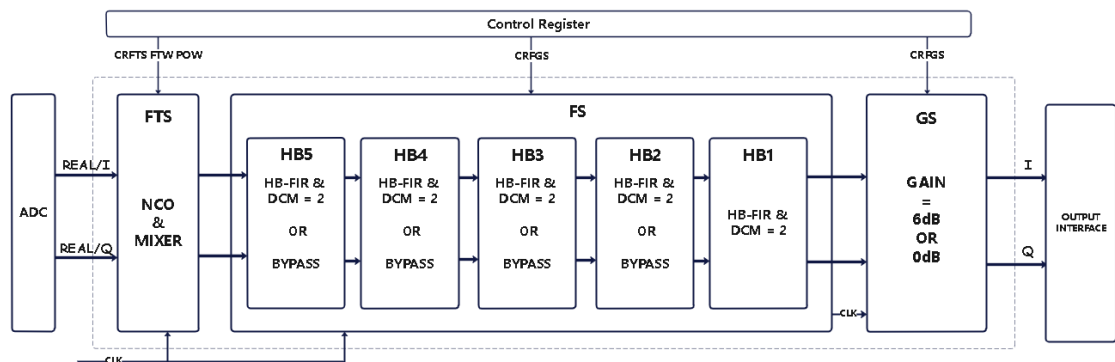 Control Register
CRFTS FTW POW
CRFGS
CRFGS
ADC
REAL/I
REAL/Q
FTS
NCO
&
MIXER
FS
HB5
HB-FIR &
DCM = 2
OR
BYPASS
HB4
HB-FIR &
DCM = 2
OR
BYPASS
HB3
HB-FIR &
DCM = 2
OR
BYPASS
HB2
HB-FIR &
DCM = 2
OR
BYPASS
HB1
HB-FIR &
DCM = 2
CLK
GS
GAIN
=
6dB
OR
0dB
I
Q
OUTPUT
INTERFACE
CLK